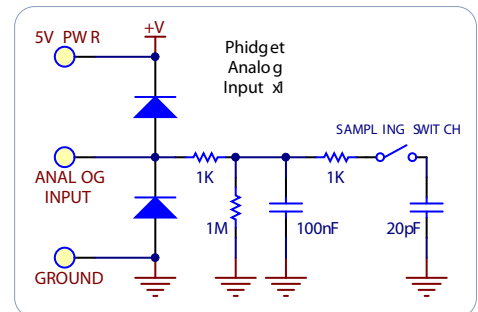 5V PWR
+V
Phidget
Analog
Input x1
SAMPLING SWITCH
ANALOG
INPUT
1K
1K
1M
100nF
20pF
GROUND